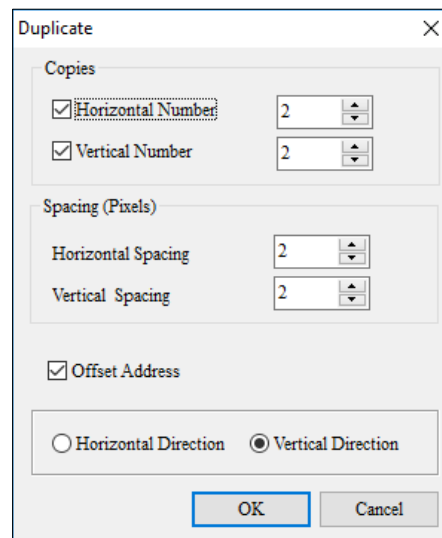 Duplicate
Copies
Horizontal Number 2
Vertical Number 2
Spacing (Pixels)
Horizontal Spacing 2
Vertical Spacing 2
Offset Address
Horizontal Direction Vertical Direction
OK Cancel